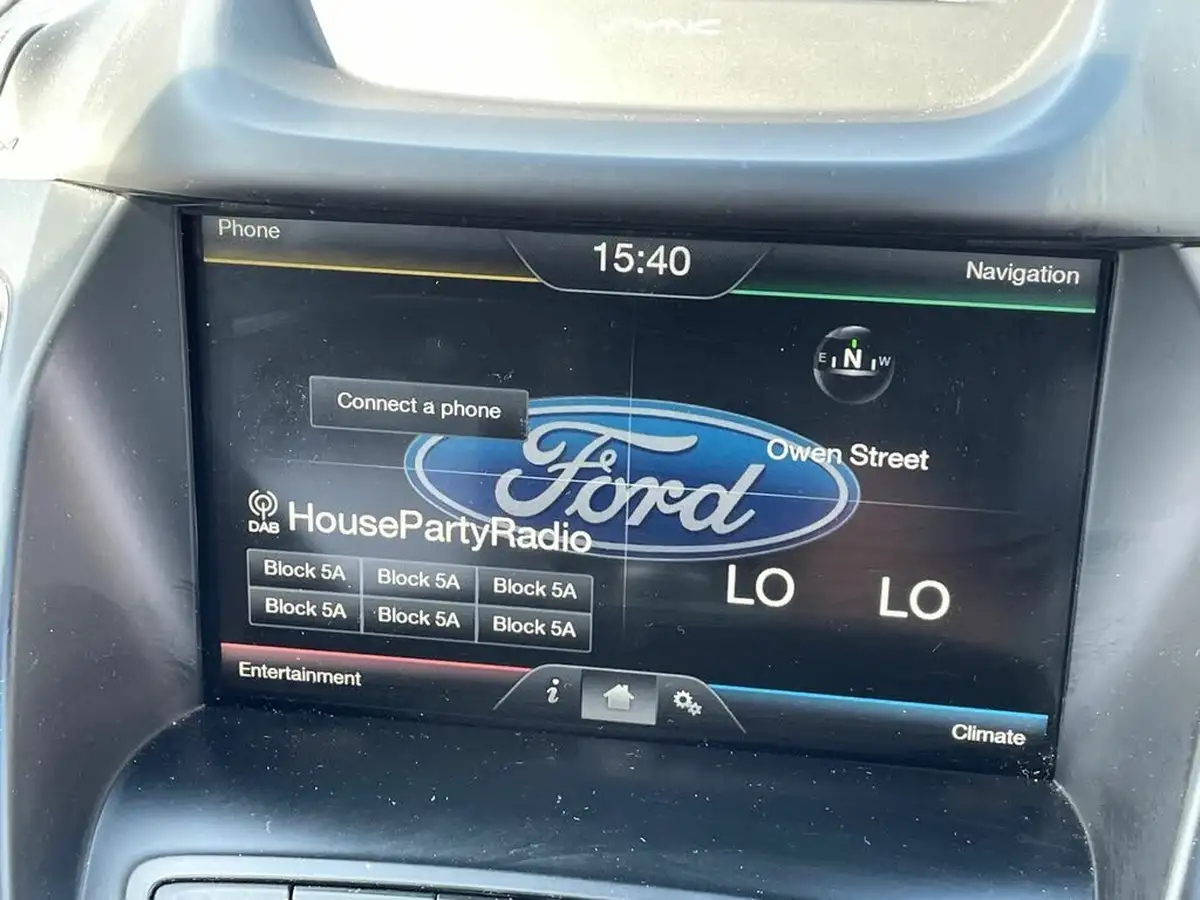 SYNC
Phone
15:40
Navigation
E N W
Connect a phone
Ford
Owen Street
DAB
HousePartyRadio
Block 5A Block 5A Block 5A
Block 5A Block 5A Block 5A
LO LO
Entertainment
i
Climate